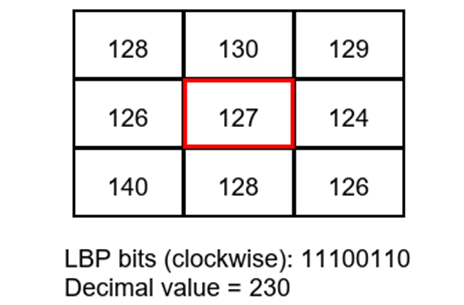 128 130 129
126 127 124
140 128 126
LBP bits (clockwise): 11100110
Decimal value = 230